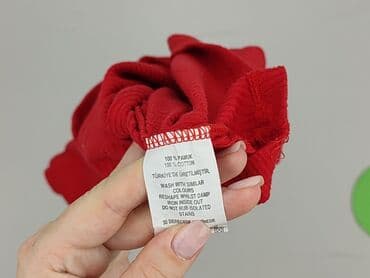 100 % PAMUK
100 % COTTON
TÜRKİYE'DE ÜRETİLMİŞTİR.
WASH WITH SIMILAR
COLOURS
RESHAPE WHILST DAMP
IRON INSIDE OUT
DO NOT RUB ISOLATED
STAINS
30